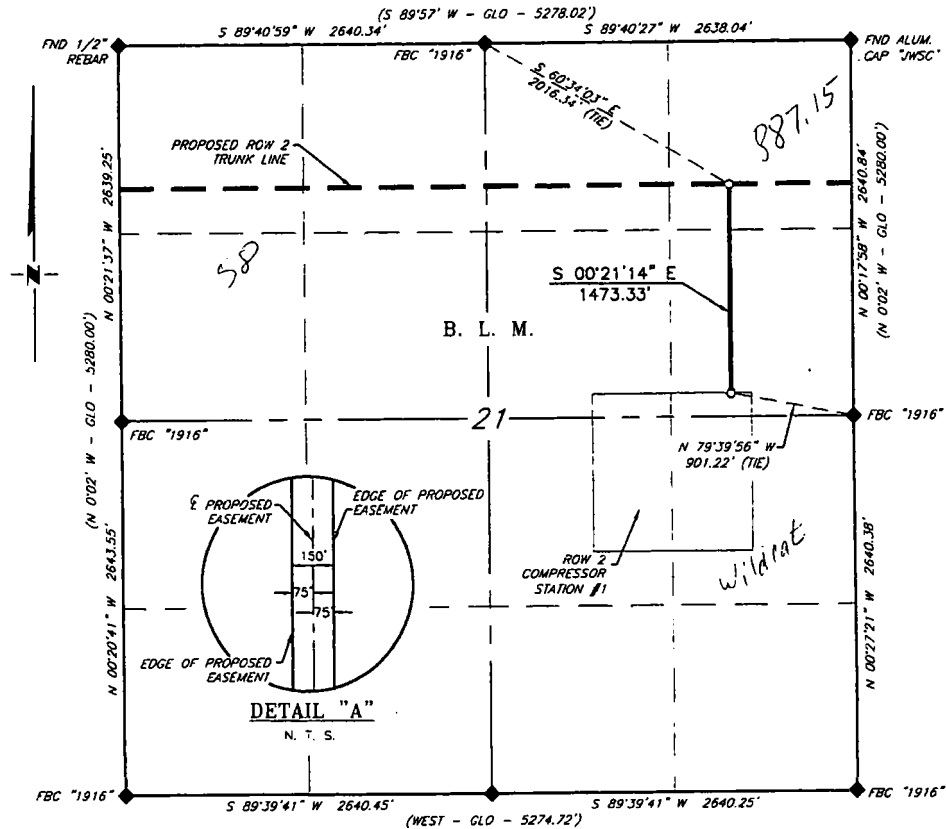 (S 89°57' W - GLO - 5278.02')
S 89°40'59" W 2640.34'
S 89°40'27" W 2638.04'
FND 1/2"
REBAR
FBC "1916"
FND ALUM.
CAP "JWSC"
S 60°34'03" E
2016.34' (TIE)
987.15
PROPOSED ROW 2
TRUNK LINE
N 00°21'37" W 2639.25'
(N 0°02' W - GLO - 5280.00')
N 00°17'58" W 2640.84'
(N 0°02' W - GLO - 5280.00')
58
S 00°21'14" E
1473.33'
B. L. M.
N
21
FBC "1916"
FBC "1916"
N 79°39'56" W
901.22' (TIE)
℄ PROPOSED
EASEMENT
EDGE OF PROPOSED
EASEMENT
150'
75'
75'
EDGE OF PROPOSED
EASEMENT
DETAIL "A"
N. T. S.
ROW 2
COMPRESSOR
STATION #1
Wildcat
N 00°20'41" W 2643.55'
N 00°27'21" W 2640.38'
FBC "1916"
S 89°39'41" W 2640.45'
S 89°39'41" W 2640.25'
FBC "1916"
(WEST - GLO - 5274.72')